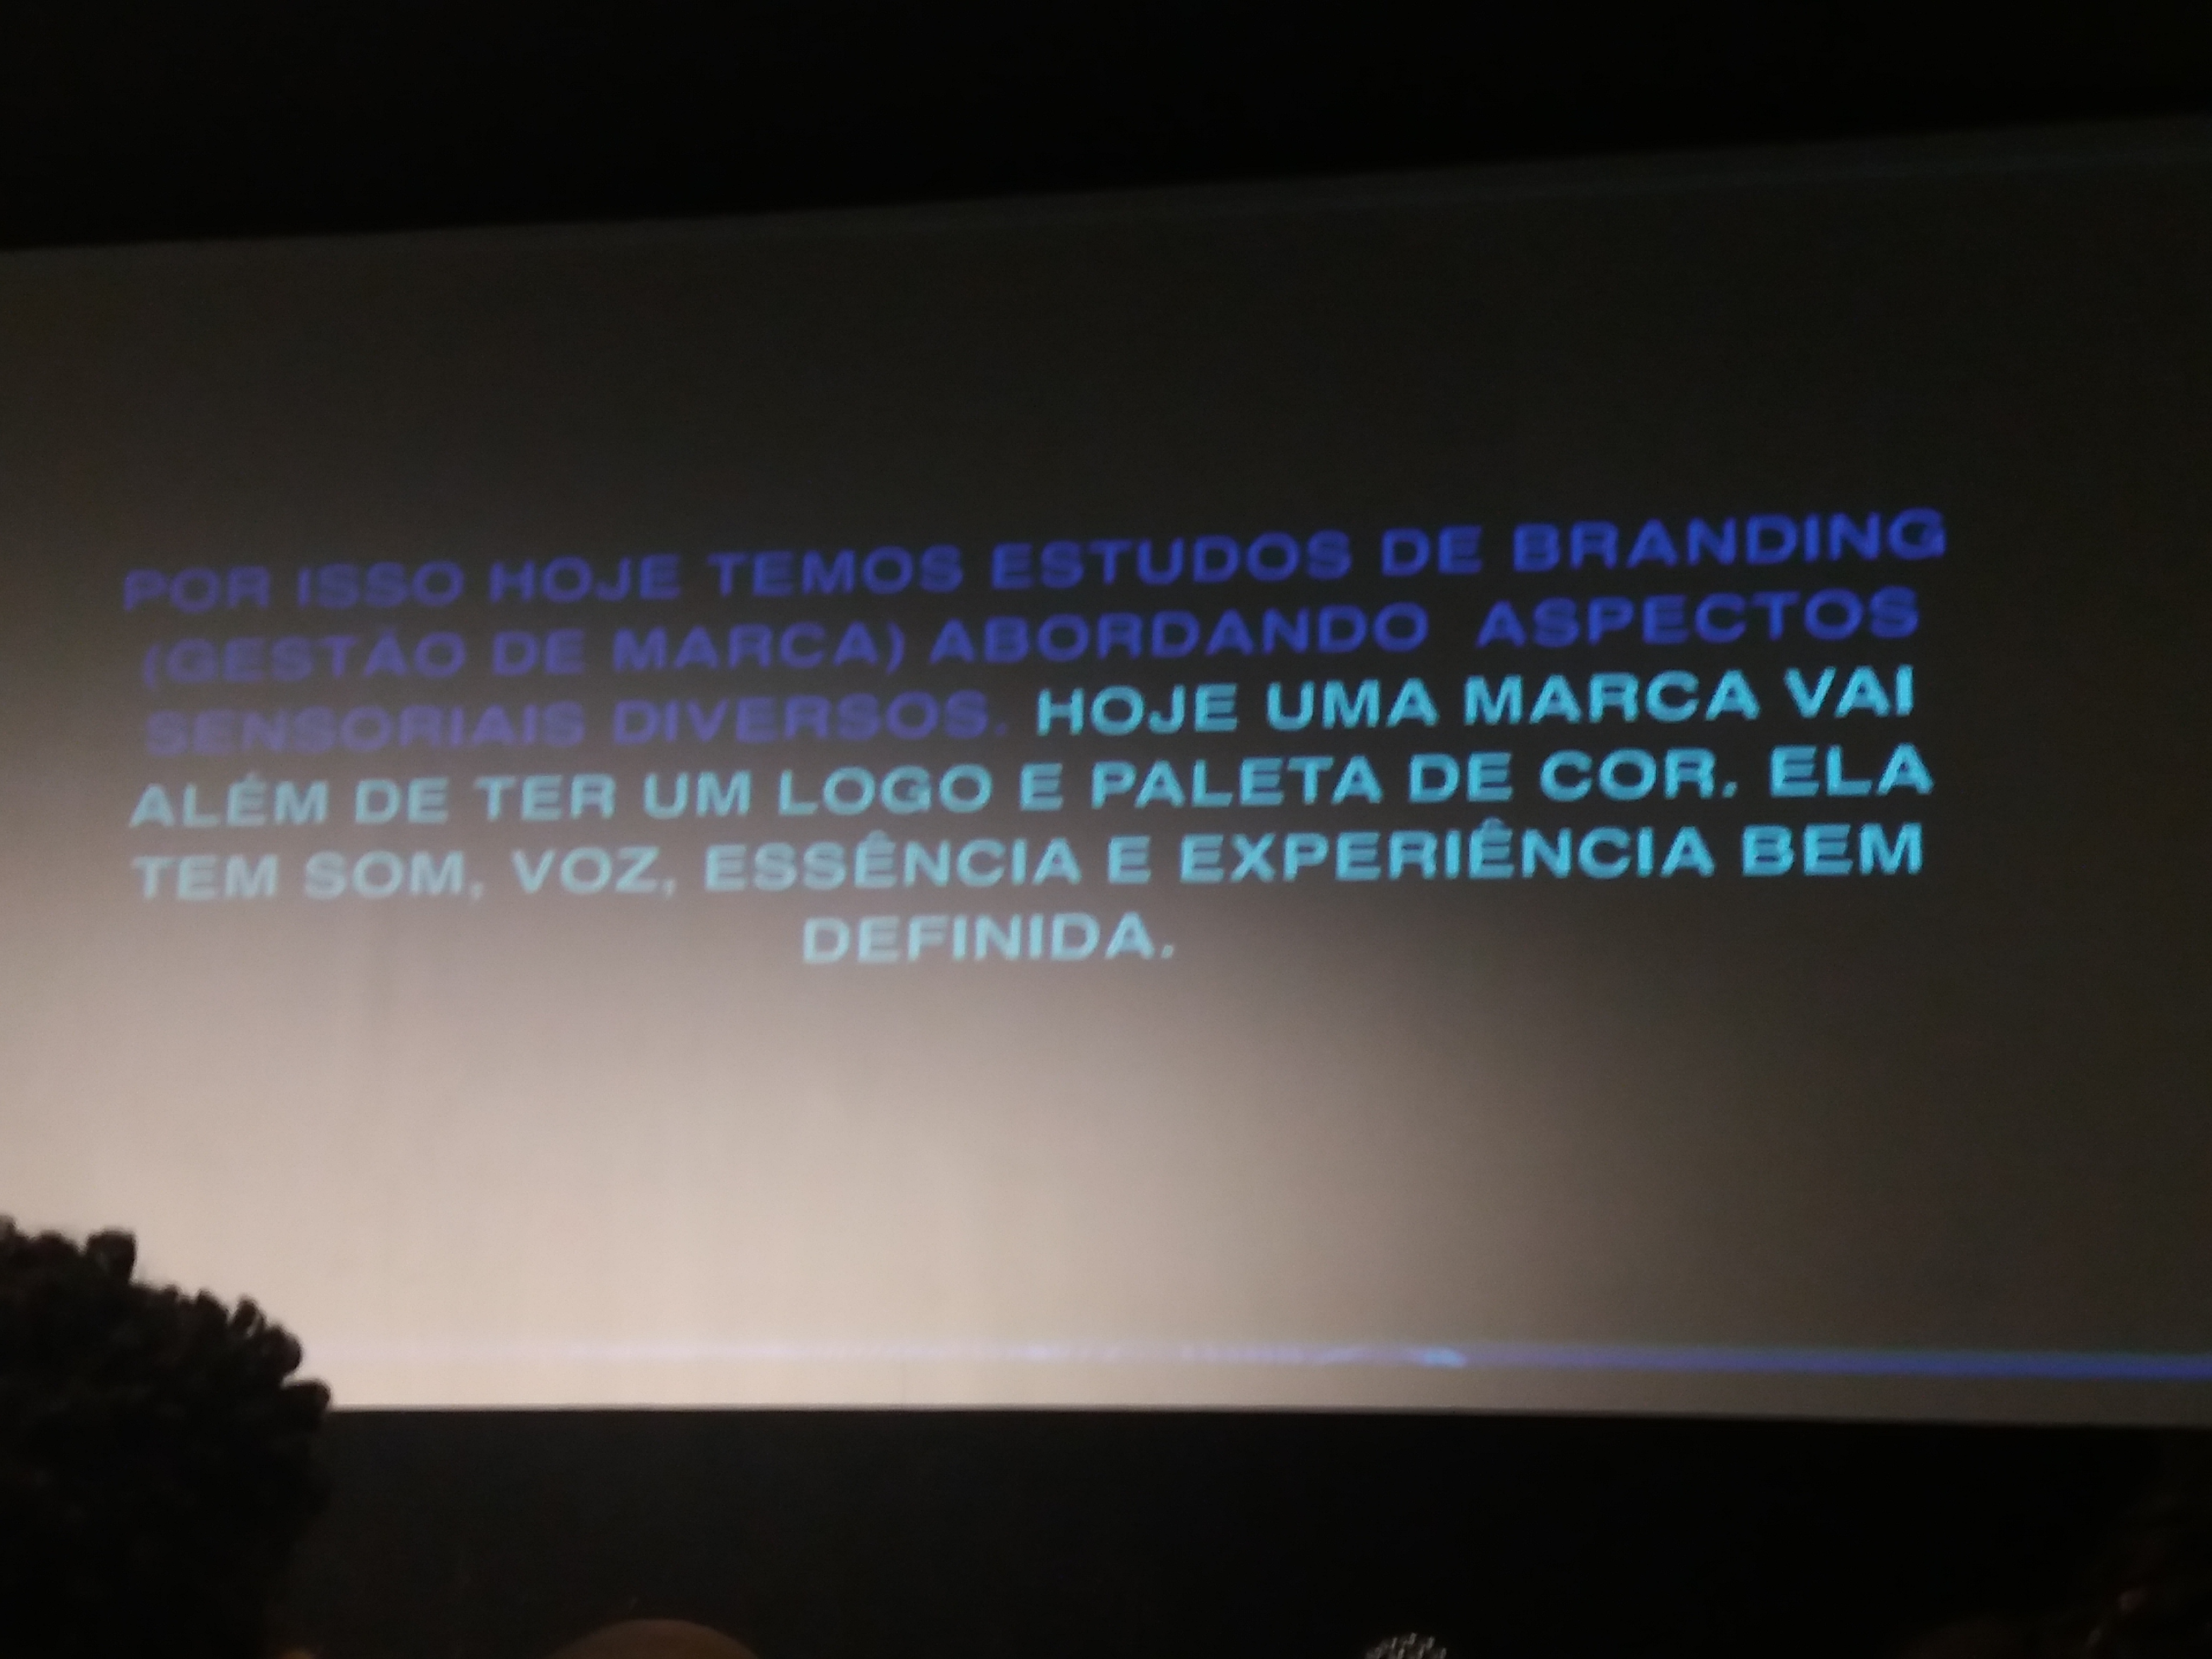 POR ISSO HOJE TEMOS ESTUDOS DE BRANDING
(GESTÃO DE MARCA) ABORDANDO ASPECTOS
SENSORIAIS DIVERSOS. HOJE UMA MARCA VAI
ALÉM DE TER UM LOGO E PALETA DE COR. ELA
TEM SOM, VOZ, ESSÊNCIA E EXPERIÊNCIA BEM
DEFINIDA.